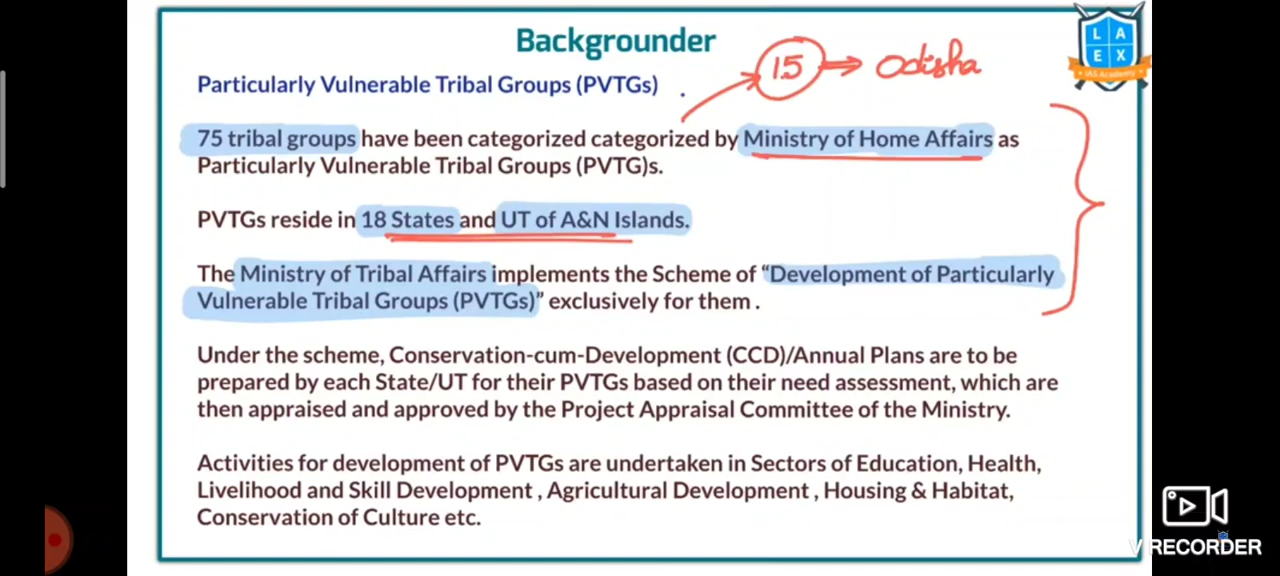 Backgrounder
L A
E X
IAS Academy
15 → Odisha
Particularly Vulnerable Tribal Groups (PVTGs) .
75 tribal groups have been categorized categorized by Ministry of Home Affairs as
Particularly Vulnerable Tribal Groups (PVTG)s.
PVTGs reside in 18 States and UT of A&N Islands.
The Ministry of Tribal Affairs implements the Scheme of “Development of Particularly
Vulnerable Tribal Groups (PVTGs)” exclusively for them .
Under the scheme, Conservation-cum-Development (CCD)/Annual Plans are to be
prepared by each State/UT for their PVTGs based on their need assessment, which are
then appraised and approved by the Project Appraisal Committee of the Ministry.
Activities for development of PVTGs are undertaken in Sectors of Education, Health,
Livelihood and Skill Development , Agricultural Development , Housing & Habitat,
Conservation of Culture etc.
V RECORDER